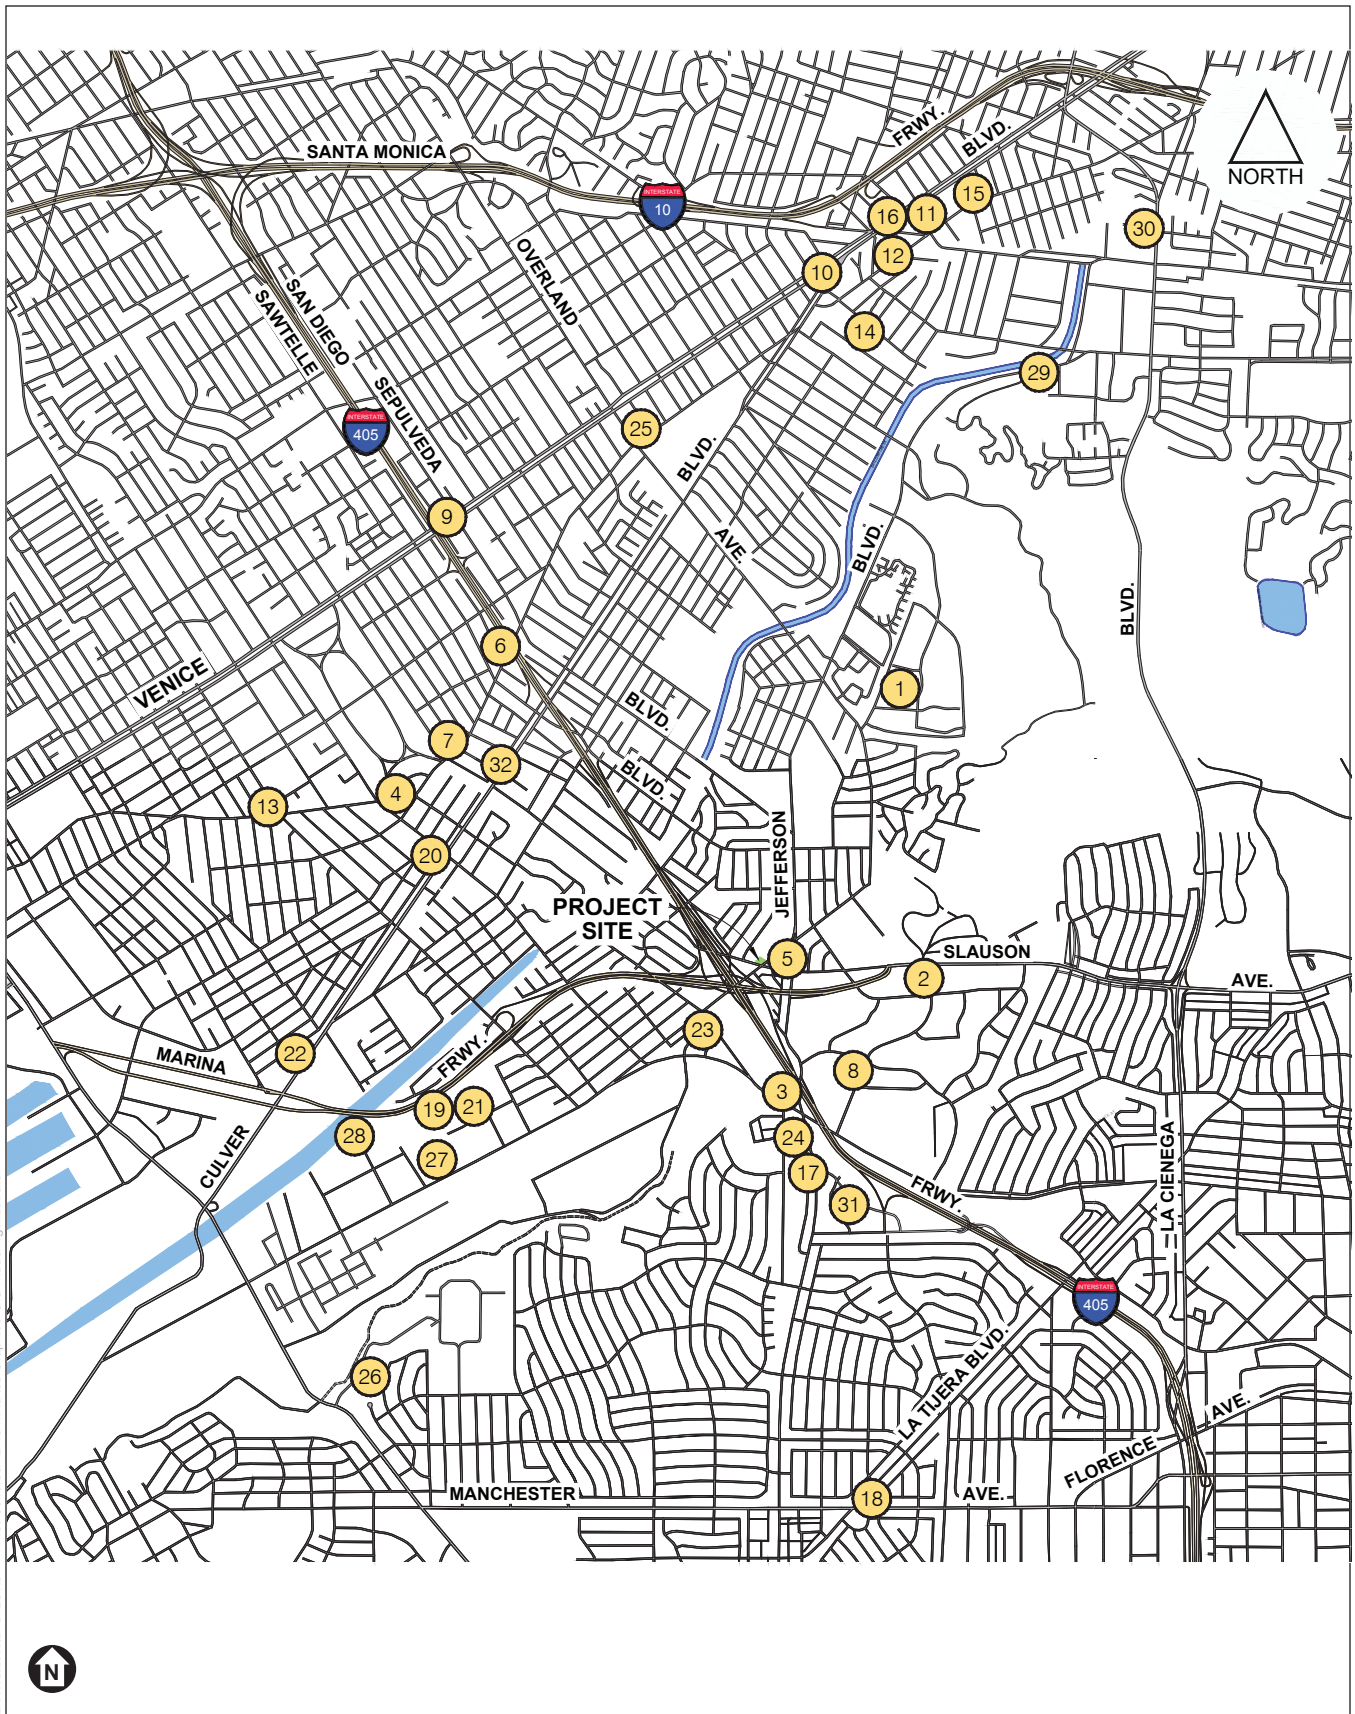 SANTA MONICA
FRWY.
BLVD.
NORTH
INTERSTATE
10
16
11
15
30
12
10
OVERLAND
SAN DIEGO
SAWTELLE
14
29
SEPULVEDA
INTERSTATE
405
25
BLVD.
9
AVE.
BLVD.
BLVD.
6
VENICE
1
BLVD.
7
32
BLVD.
4
13
20
JEFFERSON
PROJECT
SITE
5
SLAUSON
2
AVE.
23
22
MARINA
FRWY.
8
3
19
21
28
24
27
CULVER
17
LA CIENEGA
31
FRWY.
INTERSTATE
405
LA TIJERA BLVD.
26
AVE.
FLORENCE
MANCHESTER
18
AVE.
N